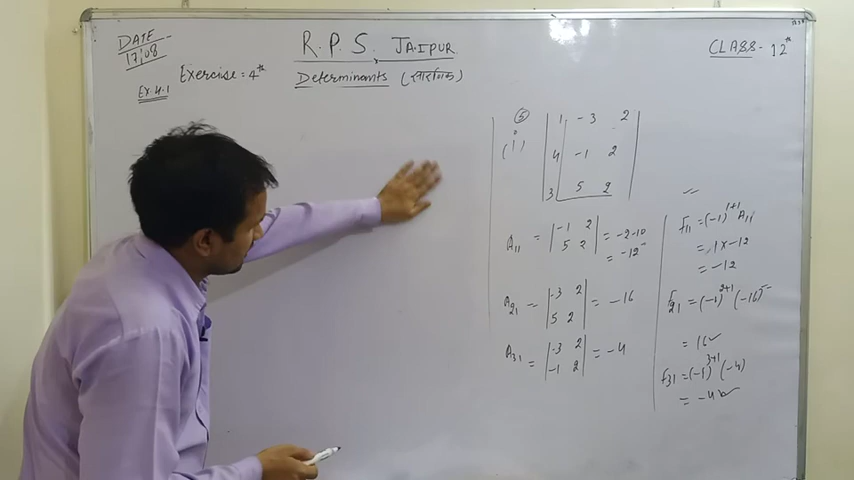 DATE
17/08
R.P.S. JAIPUR
CLASS-12th
Exercise=4th
Determinants (सारणिक)
EX.4.1
⑤
(i)
| 1 -3 2 |
| 4 -1 2 |
| 3 5 2 |
A11 = | -1 2 | = -2-10
| 5 2 | = -12
A21 = | -3 2 | = -16
| 5 2 |
A31 = | -3 2 | = -4
| -1 2 |
F11 = (-1)^1+1 A11
= 1 x -12
= -12
F21 = (-1)^2+1 (-16)
= 16
F31 = (-1)^3+1 (-4)
= -4